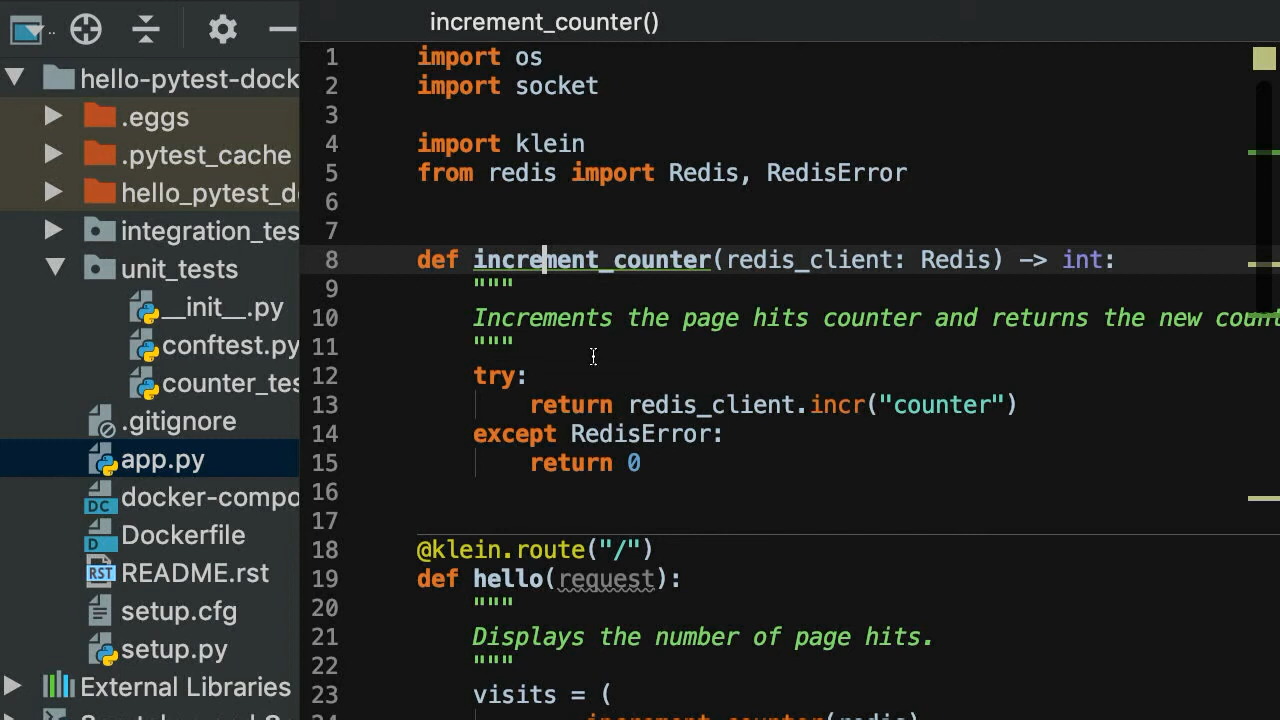 increment_counter()
hello-pytest-dock
.eggs
.pytest_cache
hello_pytest_d
integration_tes
unit_tests
__init__.py
conftest.py
counter_tes
.gitignore
app.py
docker-compo
Dockerfile
README.rst
setup.cfg
setup.py
External Libraries
1 import os
2 import socket
3
4 import klein
5 from redis import Redis, RedisError
6
7
8 def increment_counter(redis_client: Redis) -> int:
9 """
10 Increments the page hits counter and returns the new coun
11 """
12 try:
13 return redis_client.incr("counter")
14 except RedisError:
15 return 0
16
17
18 @klein.route("/")
19 def hello(request):
20 """
21 Displays the number of page hits.
22 """
23 visits = (
24 increment_counter(redis)